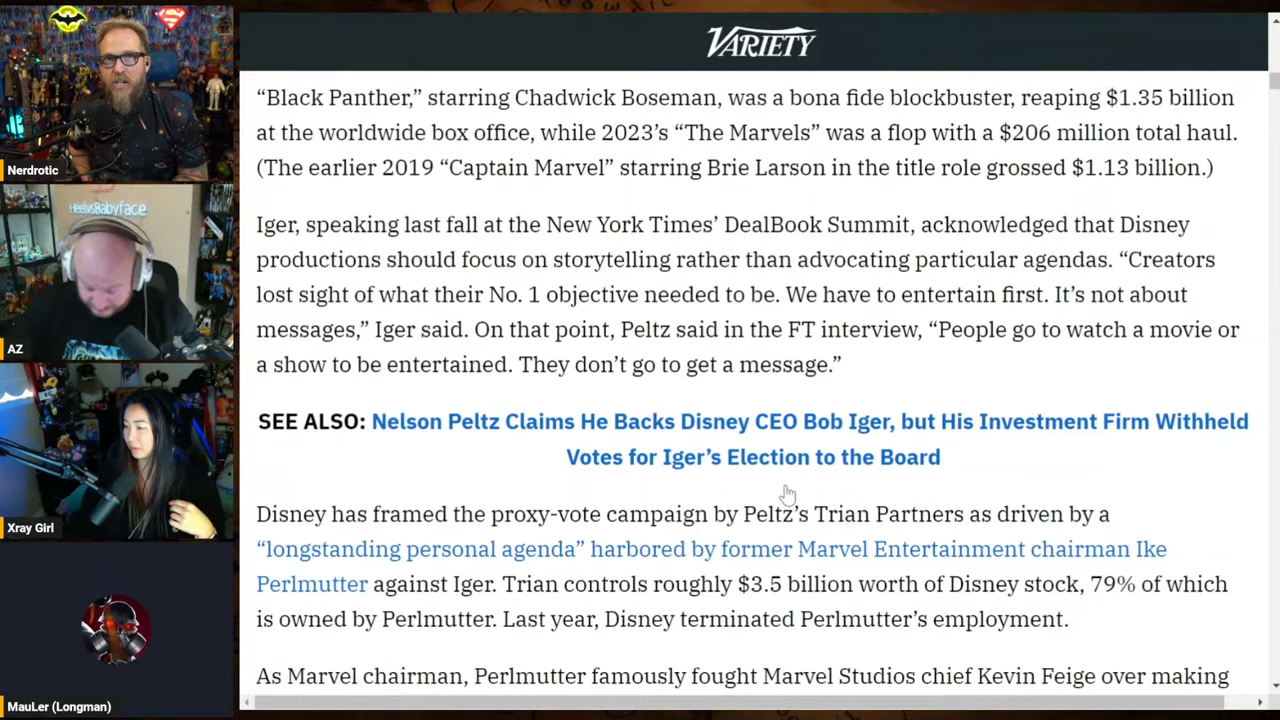 VARIETY
“Black Panther,” starring Chadwick Boseman, was a bona fide blockbuster, reaping $1.35 billion
at the worldwide box office, while 2023’s “The Marvels” was a flop with a $206 million total haul.
(The earlier 2019 “Captain Marvel” starring Brie Larson in the title role grossed $1.13 billion.)
Iger, speaking last fall at the New York Times’ DealBook Summit, acknowledged that Disney
productions should focus on storytelling rather than advocating particular agendas. “Creators
lost sight of what their No. 1 objective needed to be. We have to entertain first. It’s not about
messages,” Iger said. On that point, Peltz said in the FT interview, “People go to watch a movie or
a show to be entertained. They don’t go to get a message.”
SEE ALSO: Nelson Peltz Claims He Backs Disney CEO Bob Iger, but His Investment Firm Withheld
Votes for Iger’s Election to the Board
Disney has framed the proxy-vote campaign by Peltz’s Trian Partners as driven by a
“longstanding personal agenda” harbored by former Marvel Entertainment chairman Ike
Perlmutter against Iger. Trian controls roughly $3.5 billion worth of Disney stock, 79% of which
is owned by Perlmutter. Last year, Disney terminated Perlmutter’s employment.
As Marvel chairman, Perlmutter famously fought Marvel Studios chief Kevin Feige over making
Nerdrotic
HeelvsBabyface
AZ
Xray Girl
MauLer (Longman)